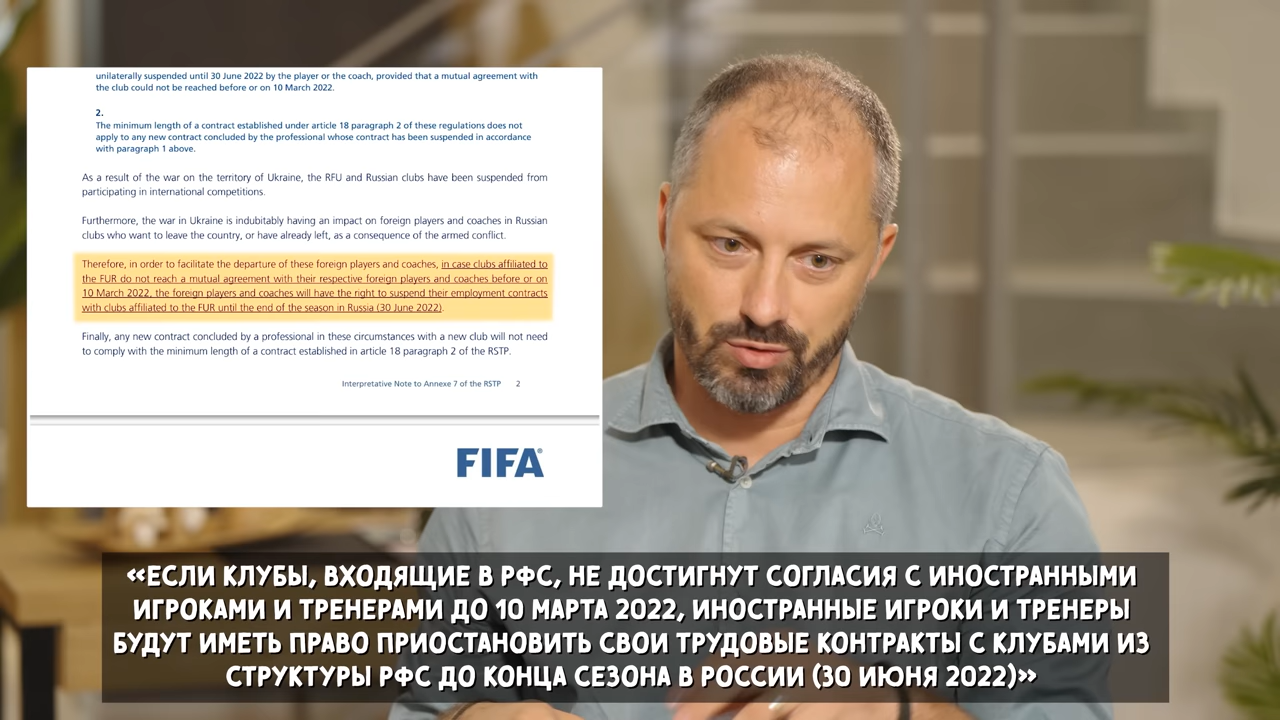 unilaterally suspended until 30 June 2022 by the player or the coach, provided that a mutual agreement with
the club could not be reached before or on 10 March 2022.
2.
The minimum length of a contract established under article 18 paragraph 2 of these regulations does not
apply to any new contract concluded by the professional whose contract has been suspended in accordance
with paragraph 1 above.
As a result of the war on the territory of Ukraine, the RFU and Russian clubs have been suspended from
participating in international competitions.
Furthermore, the war in Ukraine is indubitably having an impact on foreign players and coaches in Russian
clubs who want to leave the country, or have already left, as a consequence of the armed conflict.
Therefore, in order to facilitate the departure of these foreign players and coaches, in case clubs affiliated to
the FUR do not reach a mutual agreement with their respective foreign players and coaches before or on
10 March 2022, the foreign players and coaches will have the right to suspend their employment contracts
with clubs affiliated to the FUR until the end of the season in Russia (30 June 2022).
Finally, any new contract concluded by a professional in these circumstances with a new club will not need
to comply with the minimum length of a contract established in article 18 paragraph 2 of the RSTP.
Interpretative Note to Annexe 7 of the RSTP 2
FIFA®
«ЕСЛИ КЛУБЫ, ВХОДЯЩИЕ В РФС, НЕ ДОСТИГНУТ СОГЛАСИЯ С ИНОСТРАННЫМИ
ИГРОКАМИ И ТРЕНЕРАМИ ДО 10 МАРТА 2022, ИНОСТРАННЫЕ ИГРОКИ И ТРЕНЕРЫ
БУДУТ ИМЕТЬ ПРАВО ПРИОСТАНОВИТЬ СВОИ ТРУДОВЫЕ КОНТРАКТЫ С КЛУБАМИ ИЗ
СТРУКТУРЫ РФС ДО КОНЦА СЕЗОНА В РОССИИ (30 ИЮНЯ 2022)»